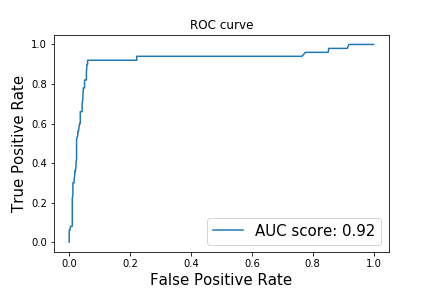 ROC curve
True Positive Rate
1.0
0.8
0.6
0.4
0.2
0.0
AUC score: 0.92
0.0 0.2 0.4 0.6 0.8 1.0
False Positive Rate